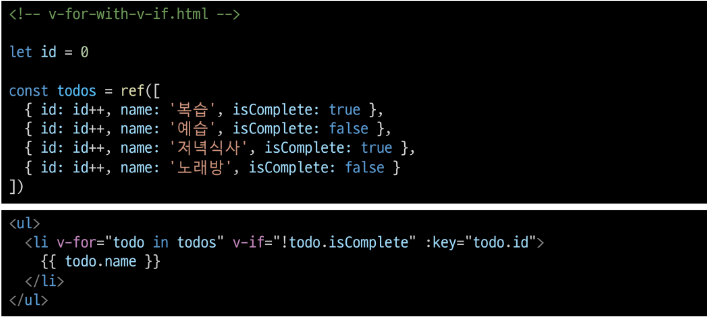 <!-- v-for-with-v-if.html -->
let id = 0
const todos = ref([
  { id: id++, name: '복습', isComplete: true },
  { id: id++, name: '예습', isComplete: false },
  { id: id++, name: '저녁식사', isComplete: true },
  { id: id++, name: '노래방', isComplete: false }
])
<ul>
  <li v-for="todo in todos" v-if="!todo.isComplete" :key="todo.id">
    {{ todo.name }}
  </li>
</ul>